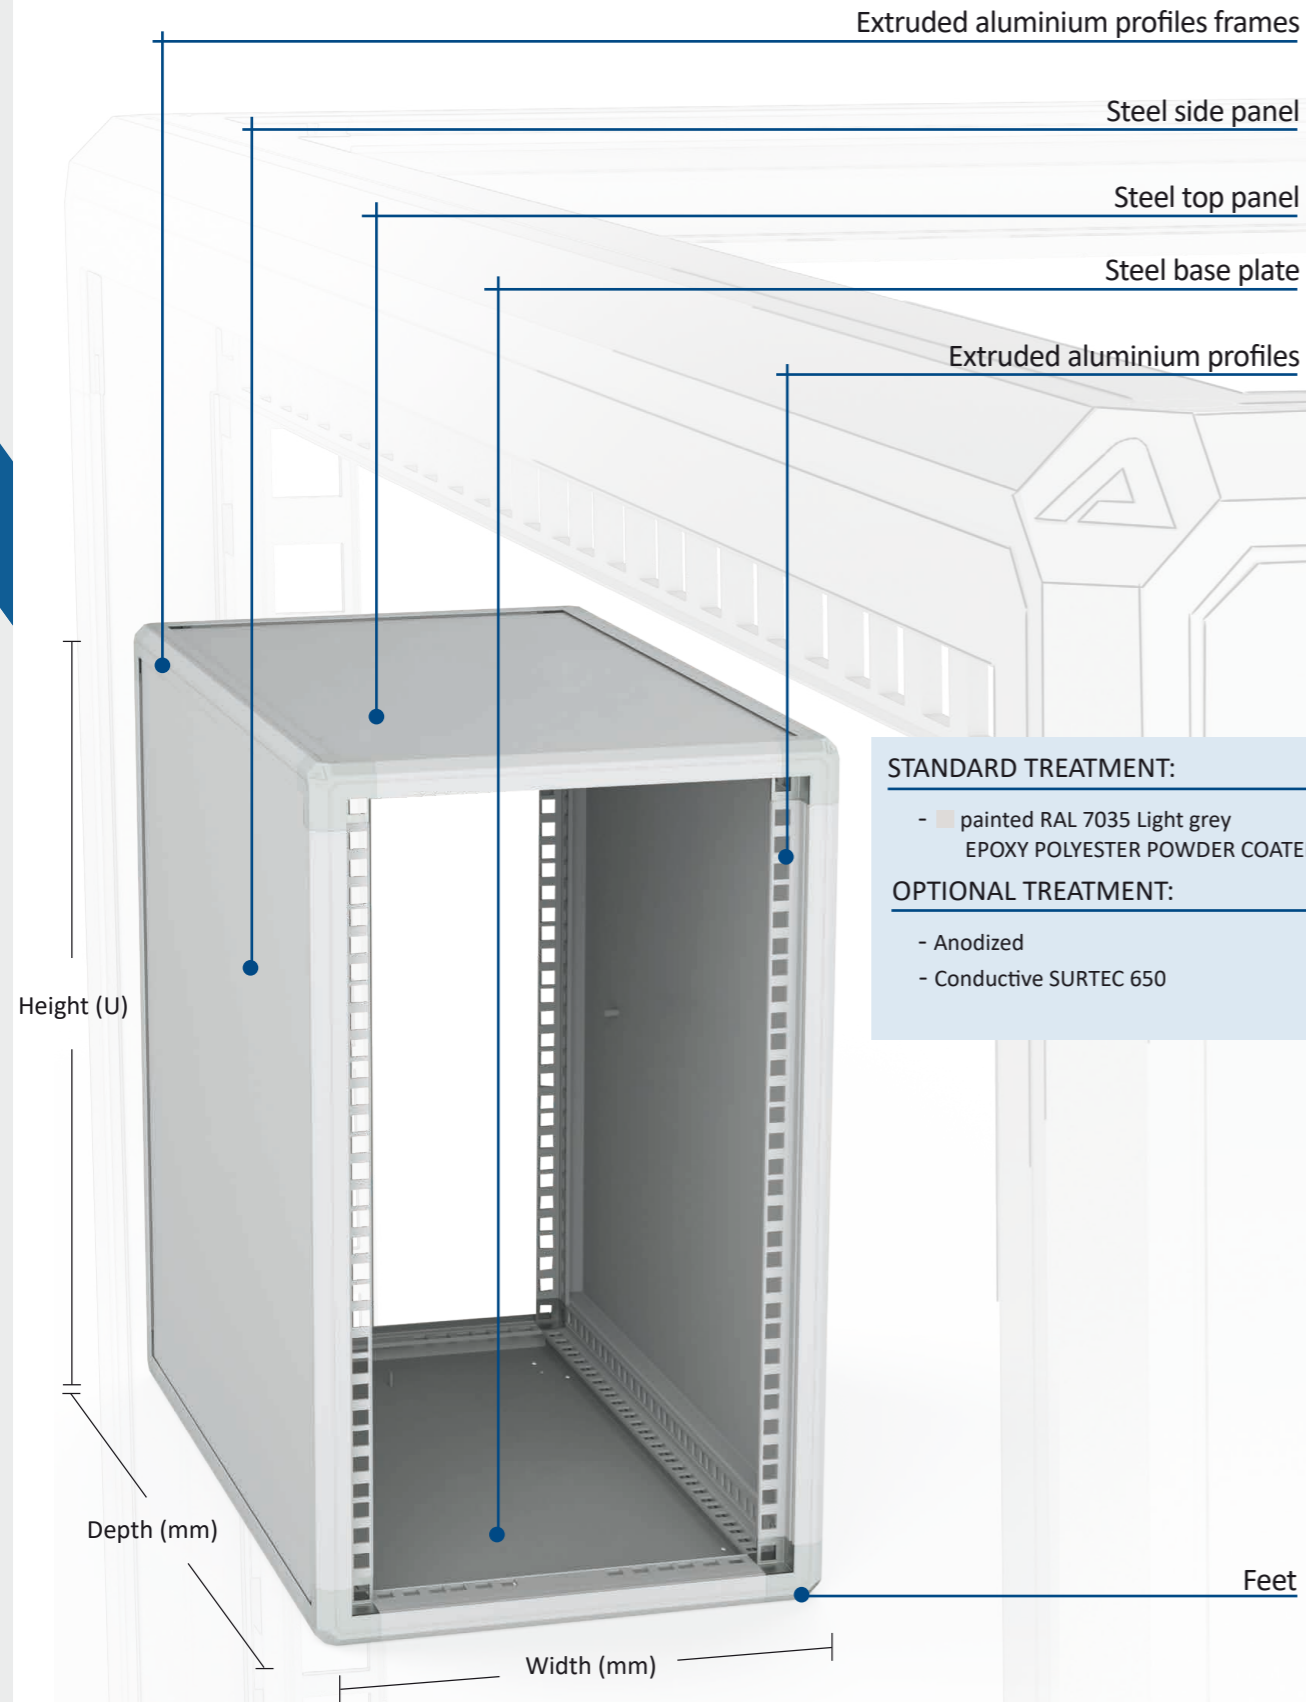 Extruded aluminium profiles frames
Steel side panel
Steel top panel
Steel base plate
Extruded aluminium profiles
STANDARD TREATMENT:
- painted RAL 7035 Light grey
EPOXY POLYESTER POWDER COATE
OPTIONAL TREATMENT:
- Anodized
- Conductive SURTEC 650
Height (U)
Depth (mm)
Feet
Width (mm)